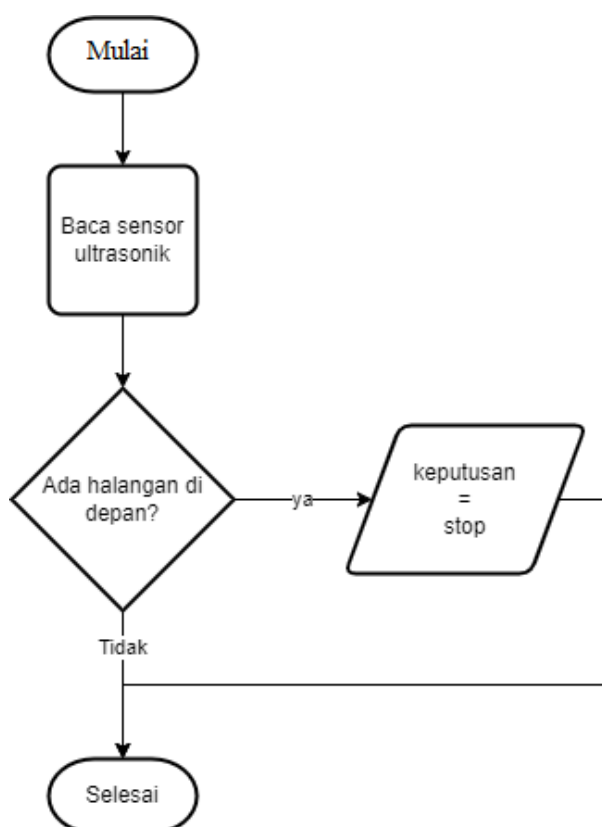 Mulai
Baca sensor
ultrasonik
Ada halangan di
depan?
ya
keputusan
=
stop
Tidak
Selesai